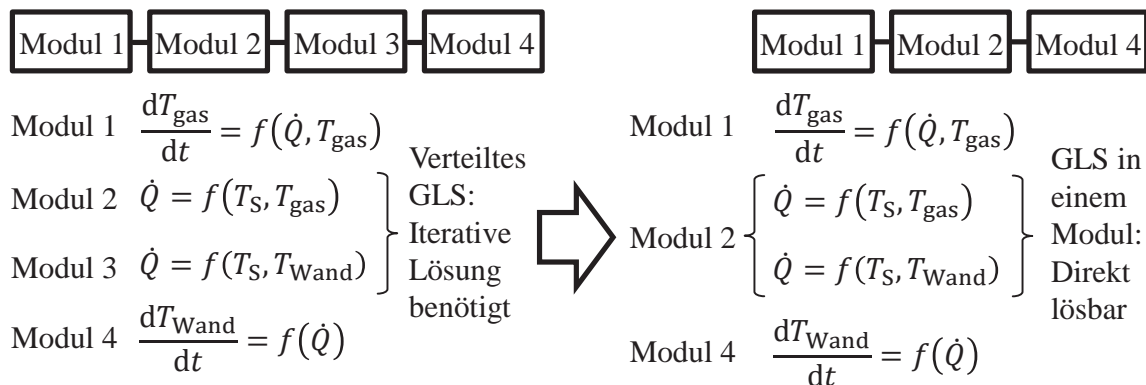 Modul 1 Modul 2 Modul 3 Modul 4
Modul 1 dT_gas/dt = f(Q̇, T_gas)
Modul 2 Q̇ = f(T_S, T_gas)
Modul 3 Q̇ = f(T_S, T_Wand)
Modul 4 dT_Wand/dt = f(Q̇)
Verteiltes
GLS:
Iterative
Lösung
benötigt
Modul 1 Modul 2 Modul 4
Modul 1 dT_gas/dt = f(Q̇, T_gas)
Modul 2 Q̇ = f(T_S, T_gas)
Q̇ = f(T_S, T_Wand)
Modul 4 dT_Wand/dt = f(Q̇)
GLS in
einem
Modul:
Direkt
lösbar